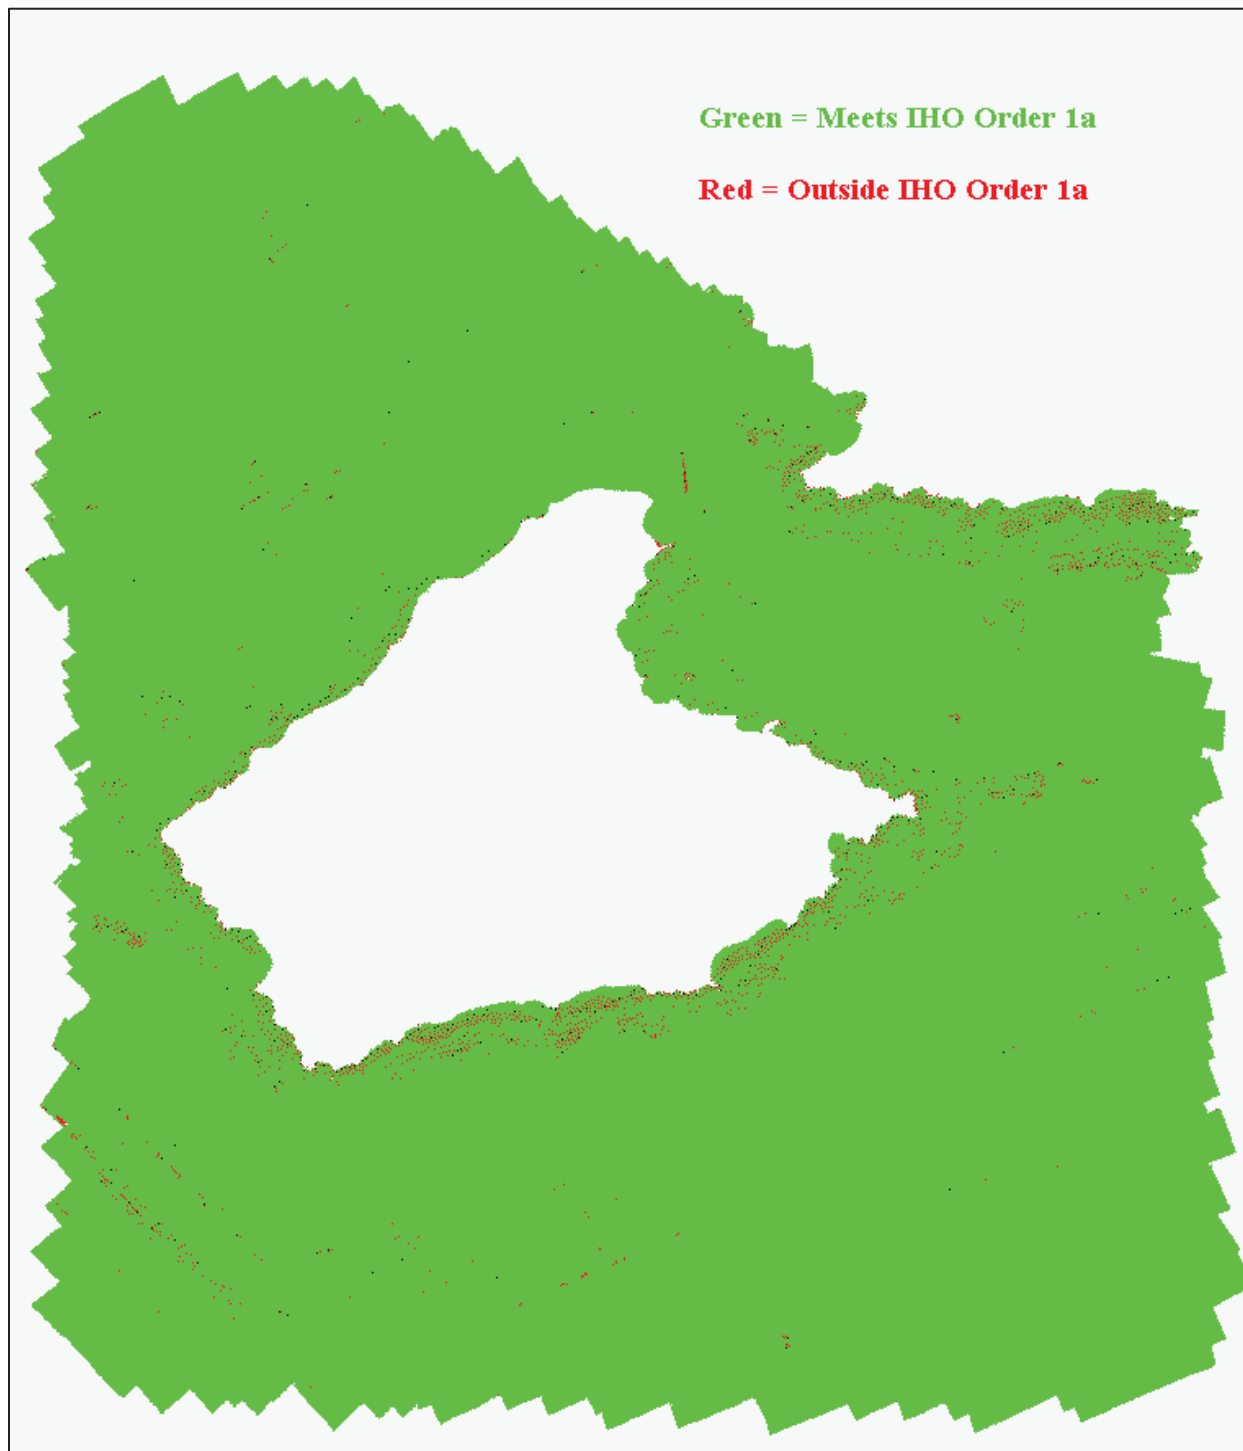 Green = Meets IHO Order 1a
Red = Outside IHO Order 1a